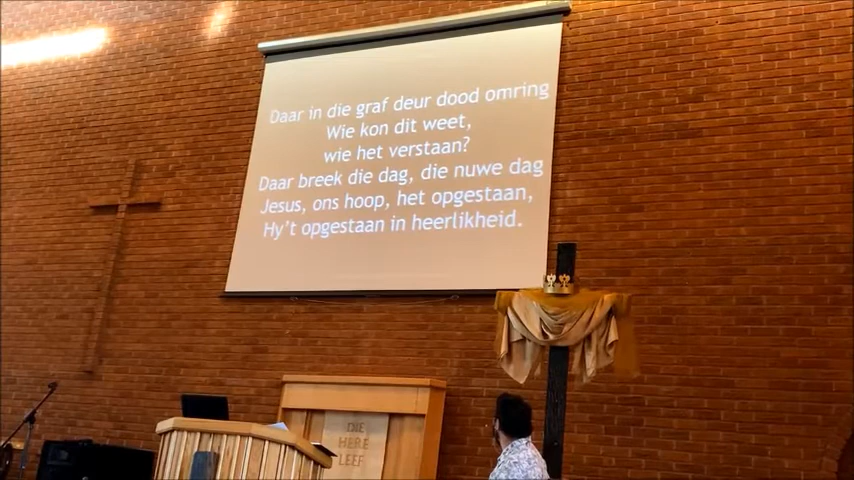 Daar in die graf deur dood omring
Wie kon dit weet,
wie het verstaan?
Daar breek die dag, die nuwe dag
Jesus, ons hoop, het opgestaan,
Hy't opgestaan in heerlikheid.
DIE
HERE
LEEF